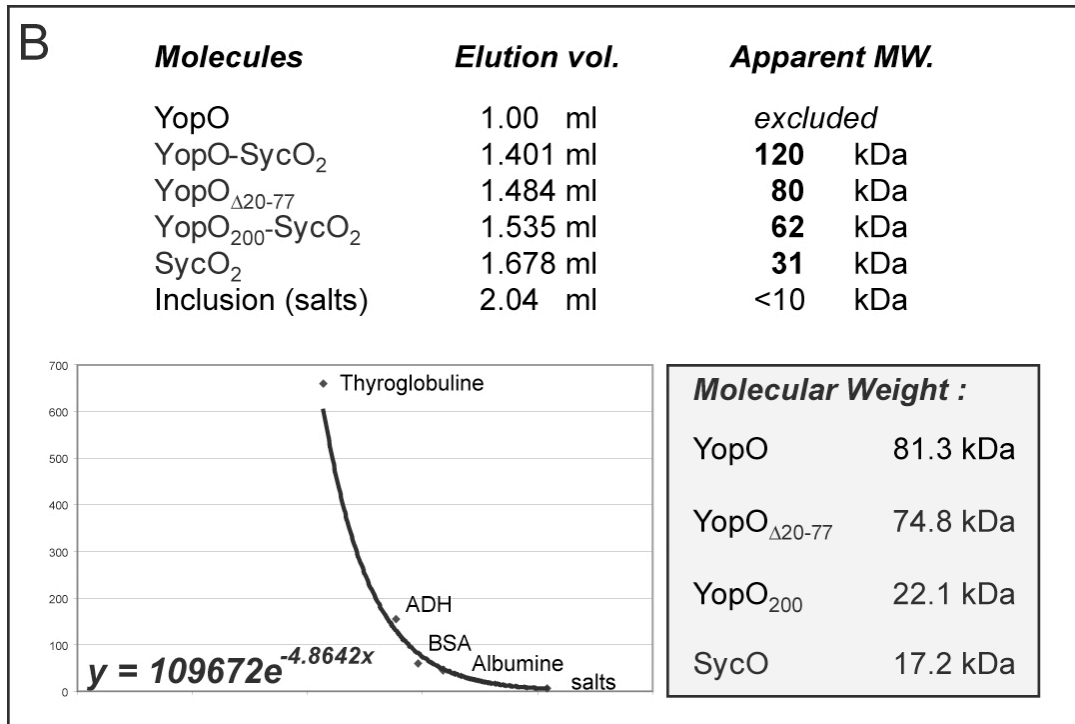 B
Molecules Elution vol. Apparent MW.
YopO 1.00 ml excluded
YopO-SycO2 1.401 ml 120 kDa
YopOΔ20-77 1.484 ml 80 kDa
YopO200-SycO2 1.535 ml 62 kDa
SycO2 1.678 ml 31 kDa
Inclusion (salts) 2.04 ml <10 kDa
700
600
500
400
300
200
100
0
Thyroglobuline
ADH
BSA
Albumine
salts
y = 109672e-4.8642x
Molecular Weight :
YopO 81.3 kDa
YopOΔ20-77 74.8 kDa
YopO200 22.1 kDa
SycO 17.2 kDa